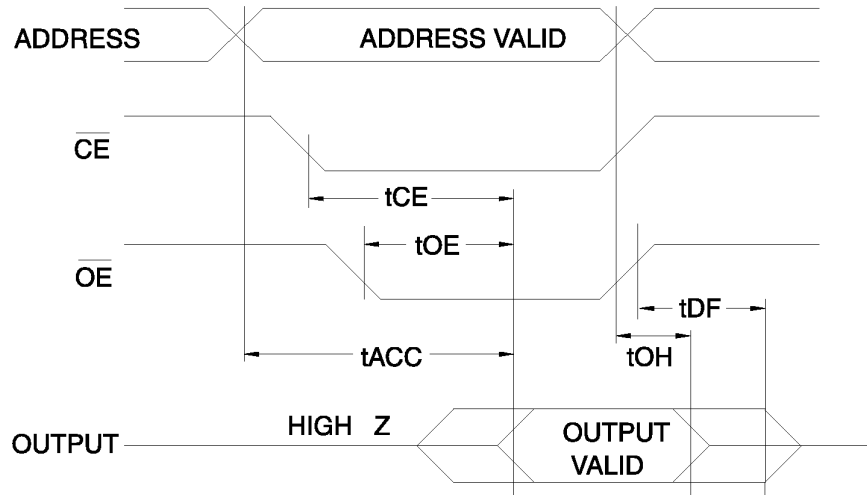 ADDRESS
ADDRESS VALID
CE
tCE
tOE
OE
tDF
tACC
tOH
HIGH Z
OUTPUT
OUTPUT
VALID